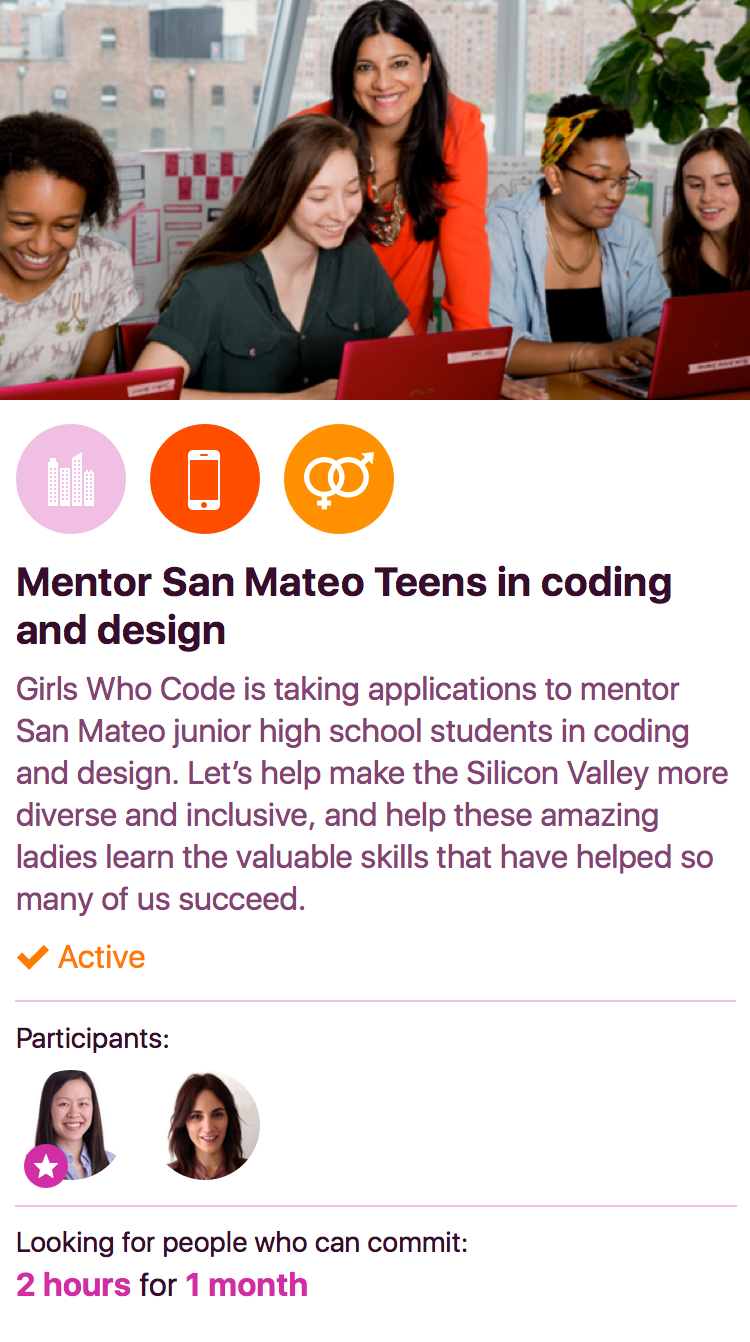 Mentor San Mateo Teens in coding
and design
Girls Who Code is taking applications to mentor
San Mateo junior high school students in coding
and design. Let’s help make the Silicon Valley more
diverse and inclusive, and help these amazing
ladies learn the valuable skills that have helped so
many of us succeed.
Active
Participants:
Looking for people who can commit:
2 hours for 1 month